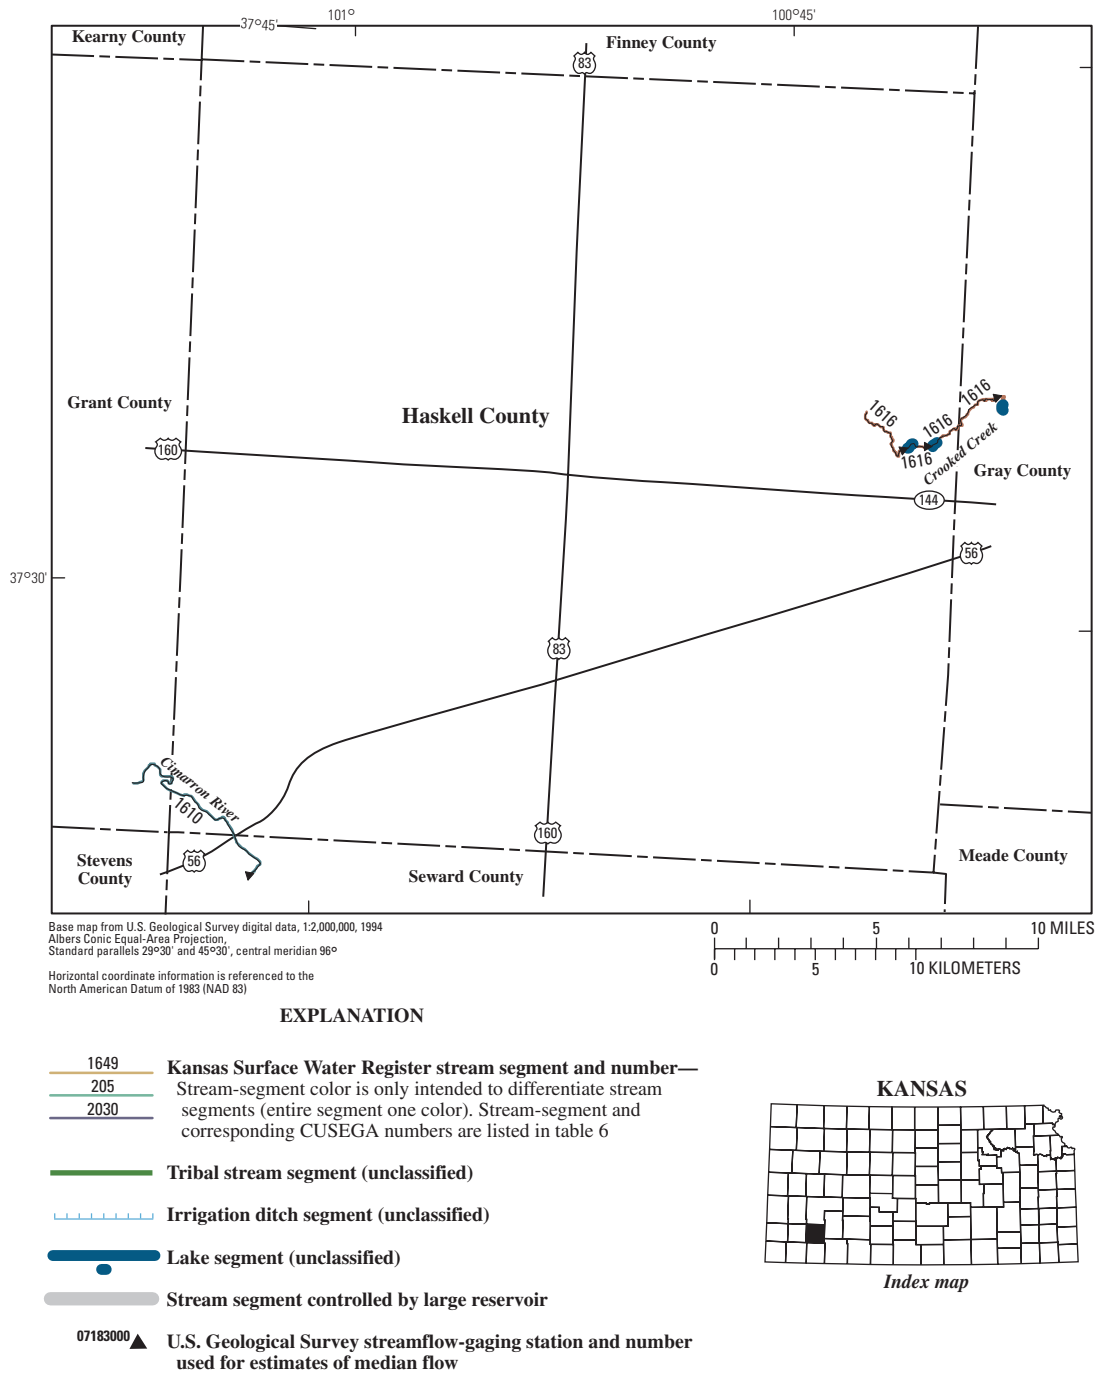 37°45'
101°
100°45'
Kearny County
Finney County
83
Grant County
Haskell County
160
1616
1616
1616
1616
Crooked Creek
Gray County
144
56
37°30'
83
Cimarron River
1610
160
Stevens
County
56
Seward County
Meade County
Base map from U.S. Geological Survey digital data, 1:2,000,000, 1994
Albers Conic Equal-Area Projection,
Standard parallels 29°30' and 45°30', central meridian 96°
Horizontal coordinate information is referenced to the
North American Datum of 1983 (NAD 83)
0 5 10 MILES
0 5 10 KILOMETERS
EXPLANATION
1649
205
2030
Kansas Surface Water Register stream segment and number—
Stream-segment color is only intended to differentiate stream
segments (entire segment one color). Stream-segment and
corresponding CUSEGA numbers are listed in table 6
Tribal stream segment (unclassified)
Irrigation ditch segment (unclassified)
Lake segment (unclassified)
Stream segment controlled by large reservoir
07183000
U.S. Geological Survey streamflow-gaging station and number
used for estimates of median flow
KANSAS
Index map